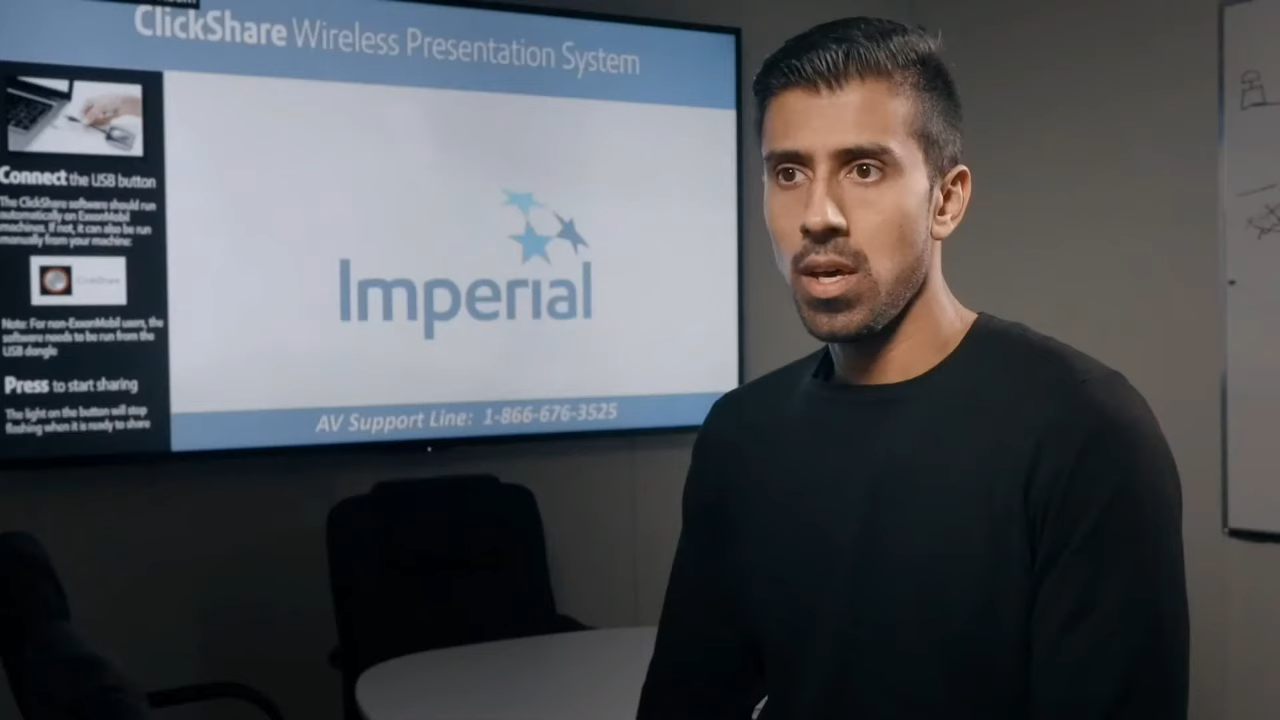 ClickShare Wireless Presentation System
Connect the USB button
The ClickShare software should run
automatically on ExxonMobil
machines. If not, it can also be run
manually from your machine:
ClickShare
Note: For non-ExxonMobil users, the
software needs to be run from the
USB dongle
Press to start sharing
The light on the button will stop
flashing when it is ready to share
Imperial
AV Support Line: 1-866-676-3525